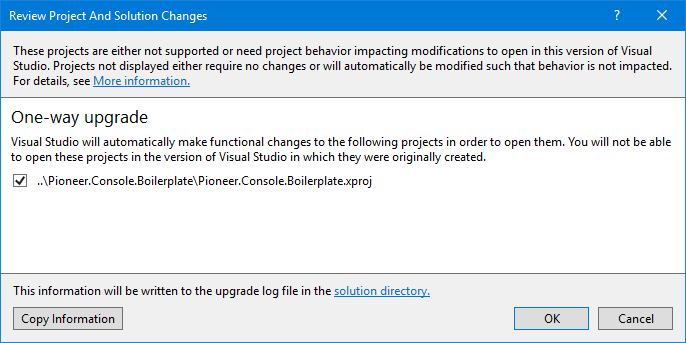 Review Project And Solution Changes
These projects are either not supported or need project behavior impacting modifications to open in this version of Visual
Studio. Projects not displayed either require no changes or will automatically be modified such that behavior is not impacted.
For details, see More information.
One-way upgrade
Visual Studio will automatically make functional changes to the following projects in order to open them. You will not be able
to open these projects in the version of Visual Studio in which they were originally created.
..\Pioneer.Console.Boilerplate\Pioneer.Console.Boilerplate.xproj
This information will be written to the upgrade log file in the solution directory.
Copy Information OK Cancel